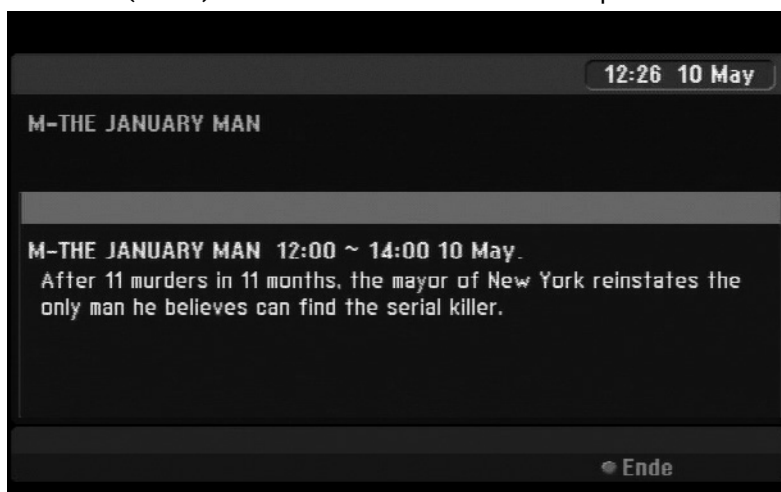 12:26 10 May
M-THE JANUARY MAN
M-THE JANUARY MAN 12:00 ~ 14:00 10 May.
After 11 murders in 11 months, the mayor of New York reinstates the
only man he believes can find the serial killer.
Ende